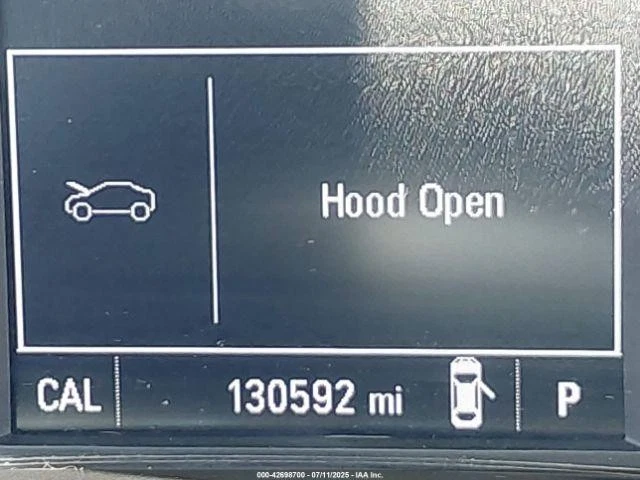 Hood Open
CAL 130592 mi P
000-42698700 - 07/11/2025 - IAA Inc.